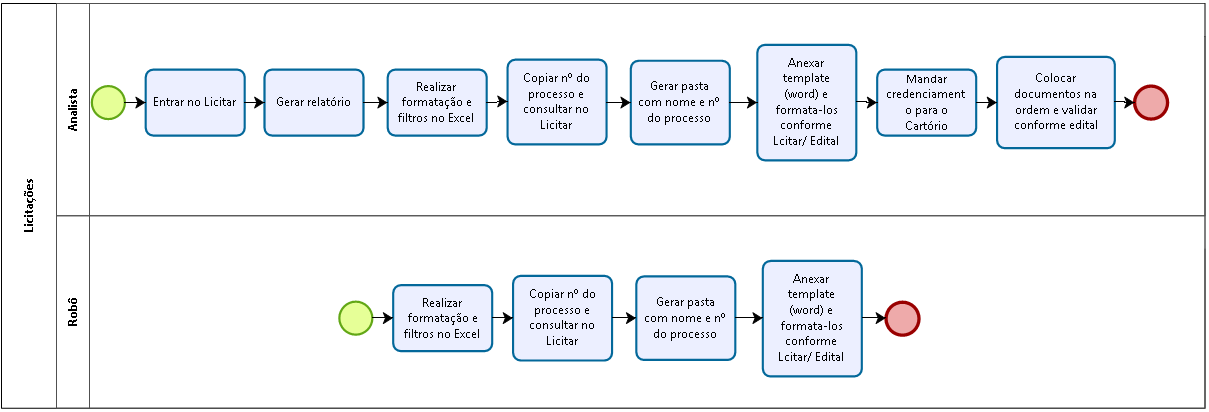 Licitações
Analista
Entrar no Licitar
Gerar relatório
Realizar
formatação e
filtros no Excel
Copiar nº do
processo e
consultar no
Licitar
Gerar pasta
com nome e nº
do processo
Anexar
template
(word) e
formata-los
conforme
Lcitar/ Edital
Mandar
credenciament
o para o
Cartório
Colocar
documentos na
ordem e validar
conforme edital
Robô
Realizar
formatação e
filtros no Excel
Copiar nº do
processo e
consultar no
Licitar
Gerar pasta
com nome e nº
do processo
Anexar
template
(word) e
formata-los
conforme
Lcitar/ Edital